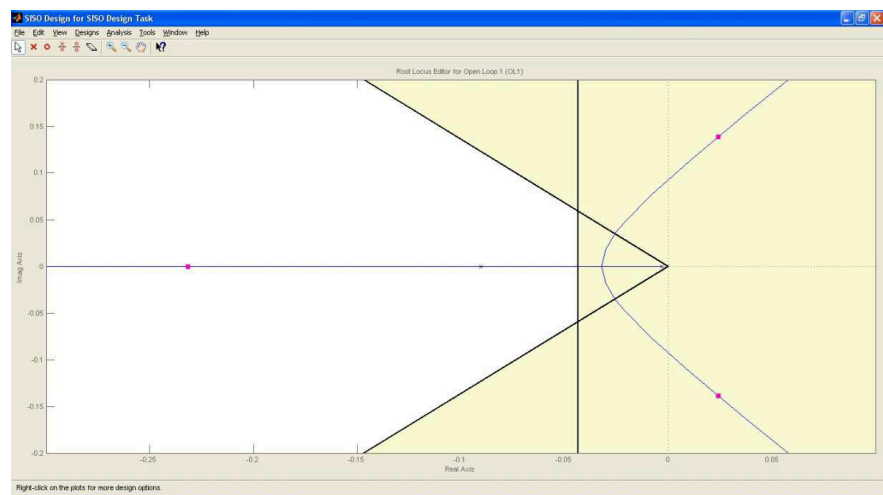 SISO Design for SISO Design Task
File Edit View Designs Analysis Tools Window Help
Root Locus Editor for Open Loop 1 (OL1)
0.2
0.15
0.1
0.05
0
-0.05
-0.1
-0.15
-0.2
Imag Axis
-0.25 -0.2 -0.15 -0.1 -0.05 0 0.05
Real Axis
Right-click on the plots for more design options.